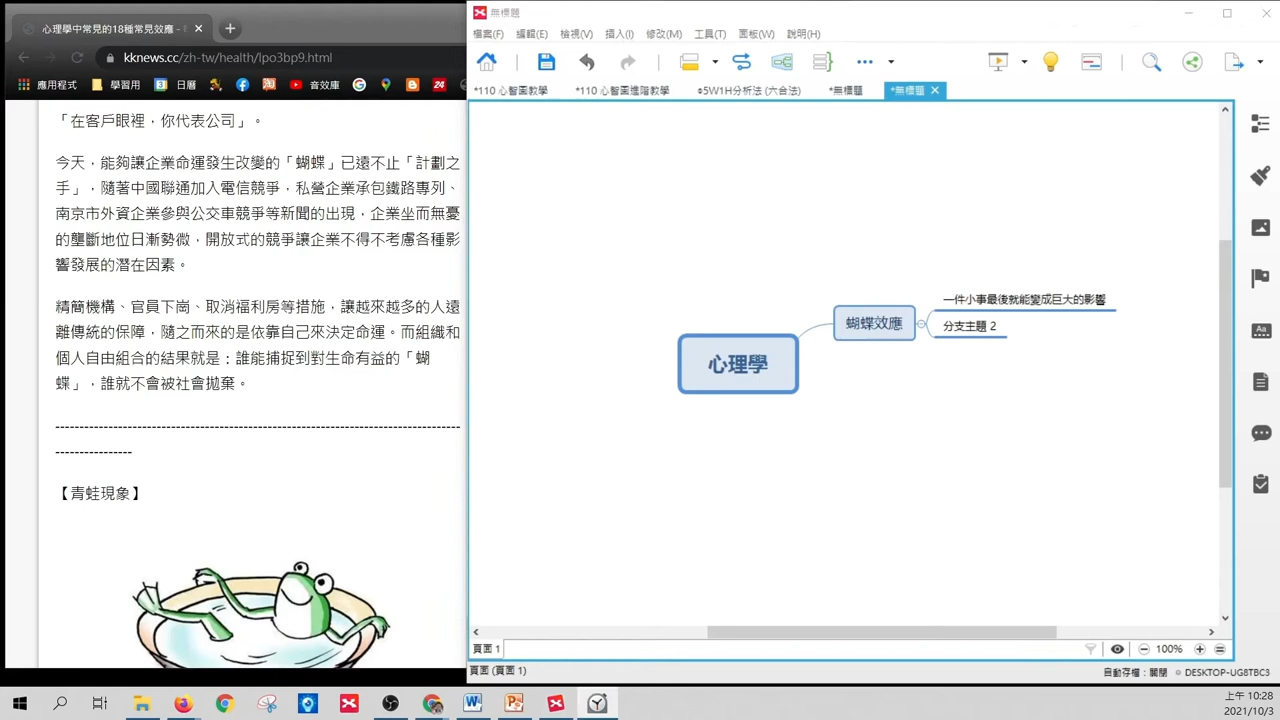 心理學中常見的18種常見效應 -
kknews.cc/zh-tw/health/lpo3bp9.html
應用程式
學習用
日曆
音效庫
「在客戶眼裡，你代表公司」。
今天，能夠讓企業命運發生改變的「蝴蝶」已遠不止「計劃之
手」，隨著中國聯通加入電信競爭，私營企業承包鐵路專列、
南京市外資企業參與公交車競爭等新聞的出現，企業坐而無憂
的壟斷地位日漸勢微，開放式的競爭讓企業不得不考慮各種影
響發展的潛在因素。
精簡機構、官員下崗、取消福利房等措施，讓越來越多的人遠
離傳統的保障，隨之而來的是依靠自己來決定命運。而組織和
個人自由組合的結果就是：誰能捕捉到對生命有益的「蝴
蝶」，誰就不會被社會拋棄。
--------------------------------------------------------------------------------
----------------
【青蛙現象】
無標題
檔案(F) 編輯(E) 檢視(V) 插入(I) 修改(M) 工具(T) 面板(W) 說明(H)
*110 心智圖教學 *110 心智圖進階教學 ÷5W1H分析法 (六合法) *無標題 *無標題
心理學
蝴蝶效應
一件小事最後就能變成巨大的影響
分支主題 2
頁面 1
100%
頁面 (頁面 1)
自動存檔：關閉 DESKTOP-UG8TBC3
上午 10:28
2021/10/3